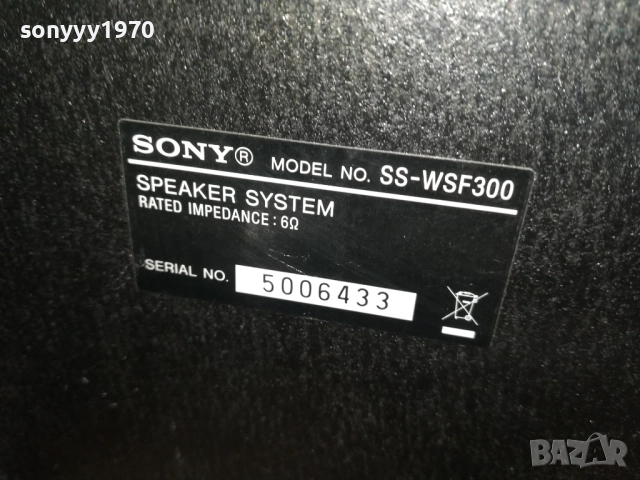 sonyyy1970
SONY® MODEL NO. SS-WSF300
SPEAKER SYSTEM
RATED IMPEDANCE : 6Ω
SERIAL NO. 5006433
BAZAR